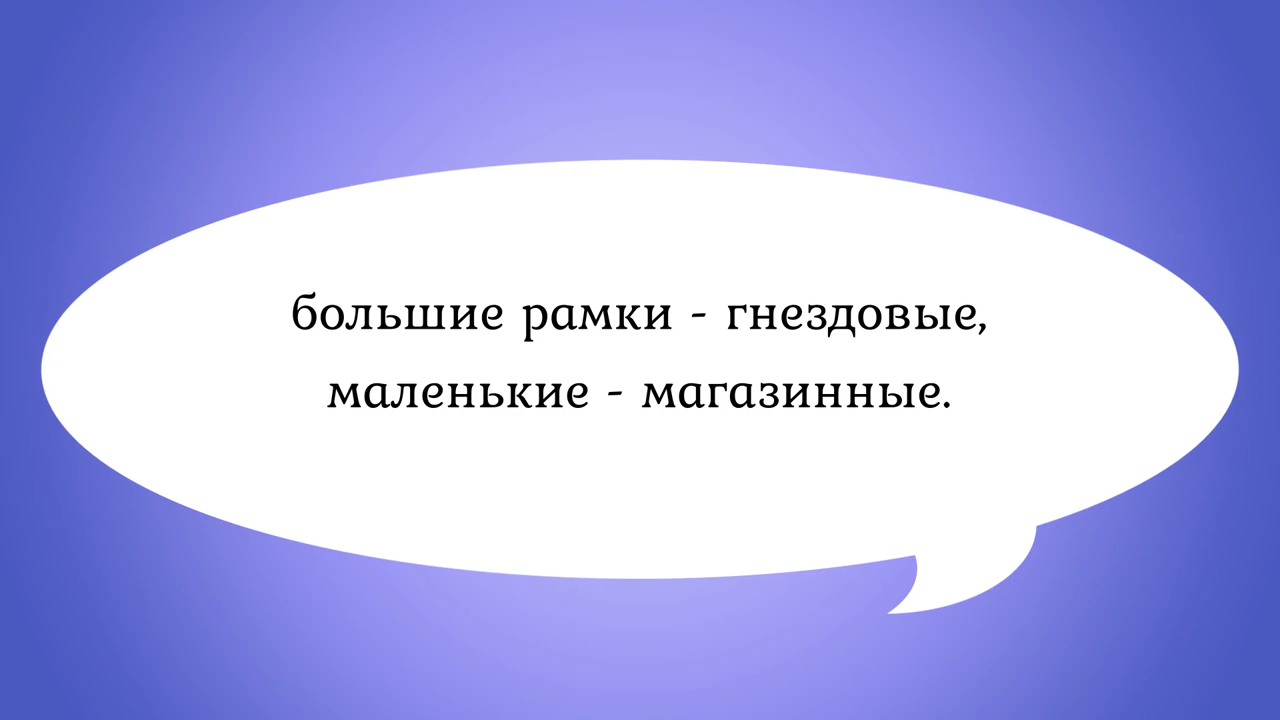 большие рамки - гнездовые,
маленькие - магазинные.